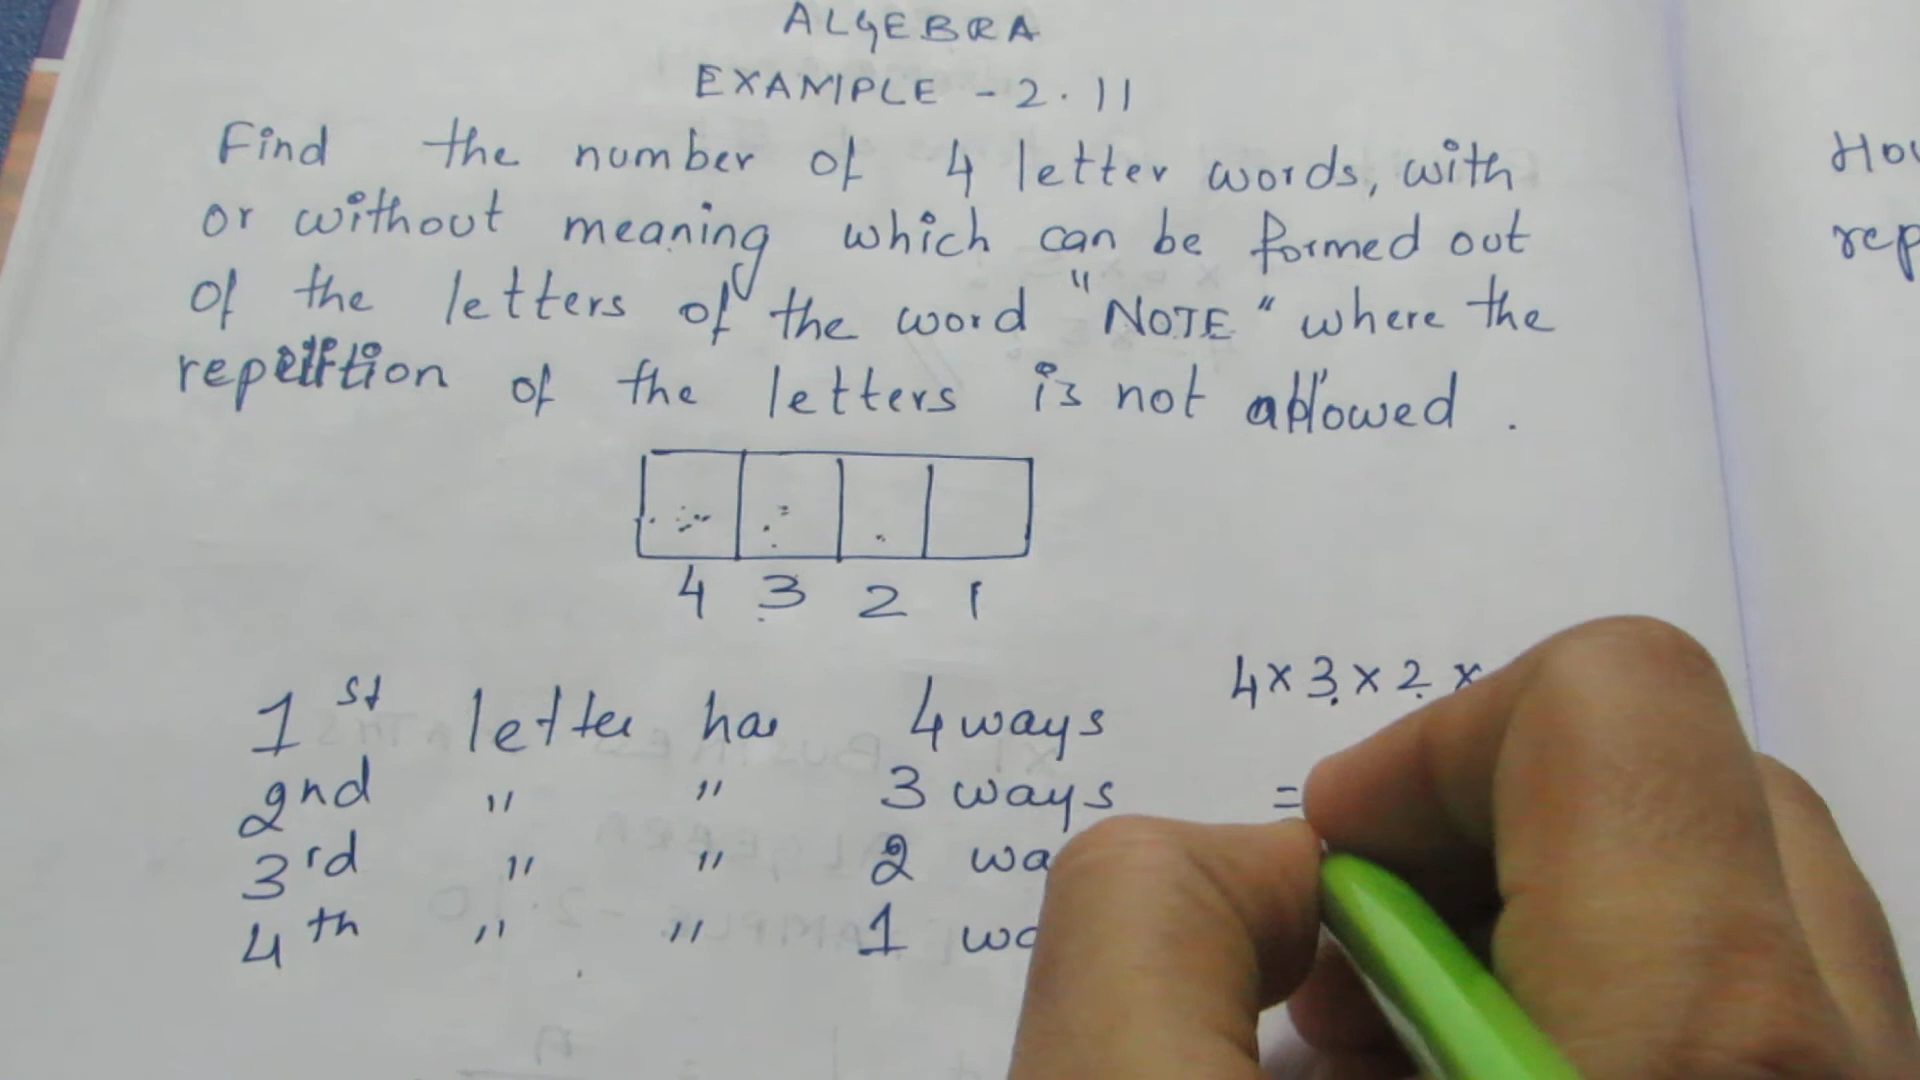 ALGEBRA
EXAMPLE - 2.11
Find the number of 4 letter words, with
or without meaning which can be formed out
of the letters of the word "NOTE" where the
repetition of the letters is not allowed.
4 3 2 1
1st letter has 4 ways
4 x 3 x 2 x
2nd " " 3 ways
=
3rd " " 2 wa
4th " " 1 wa